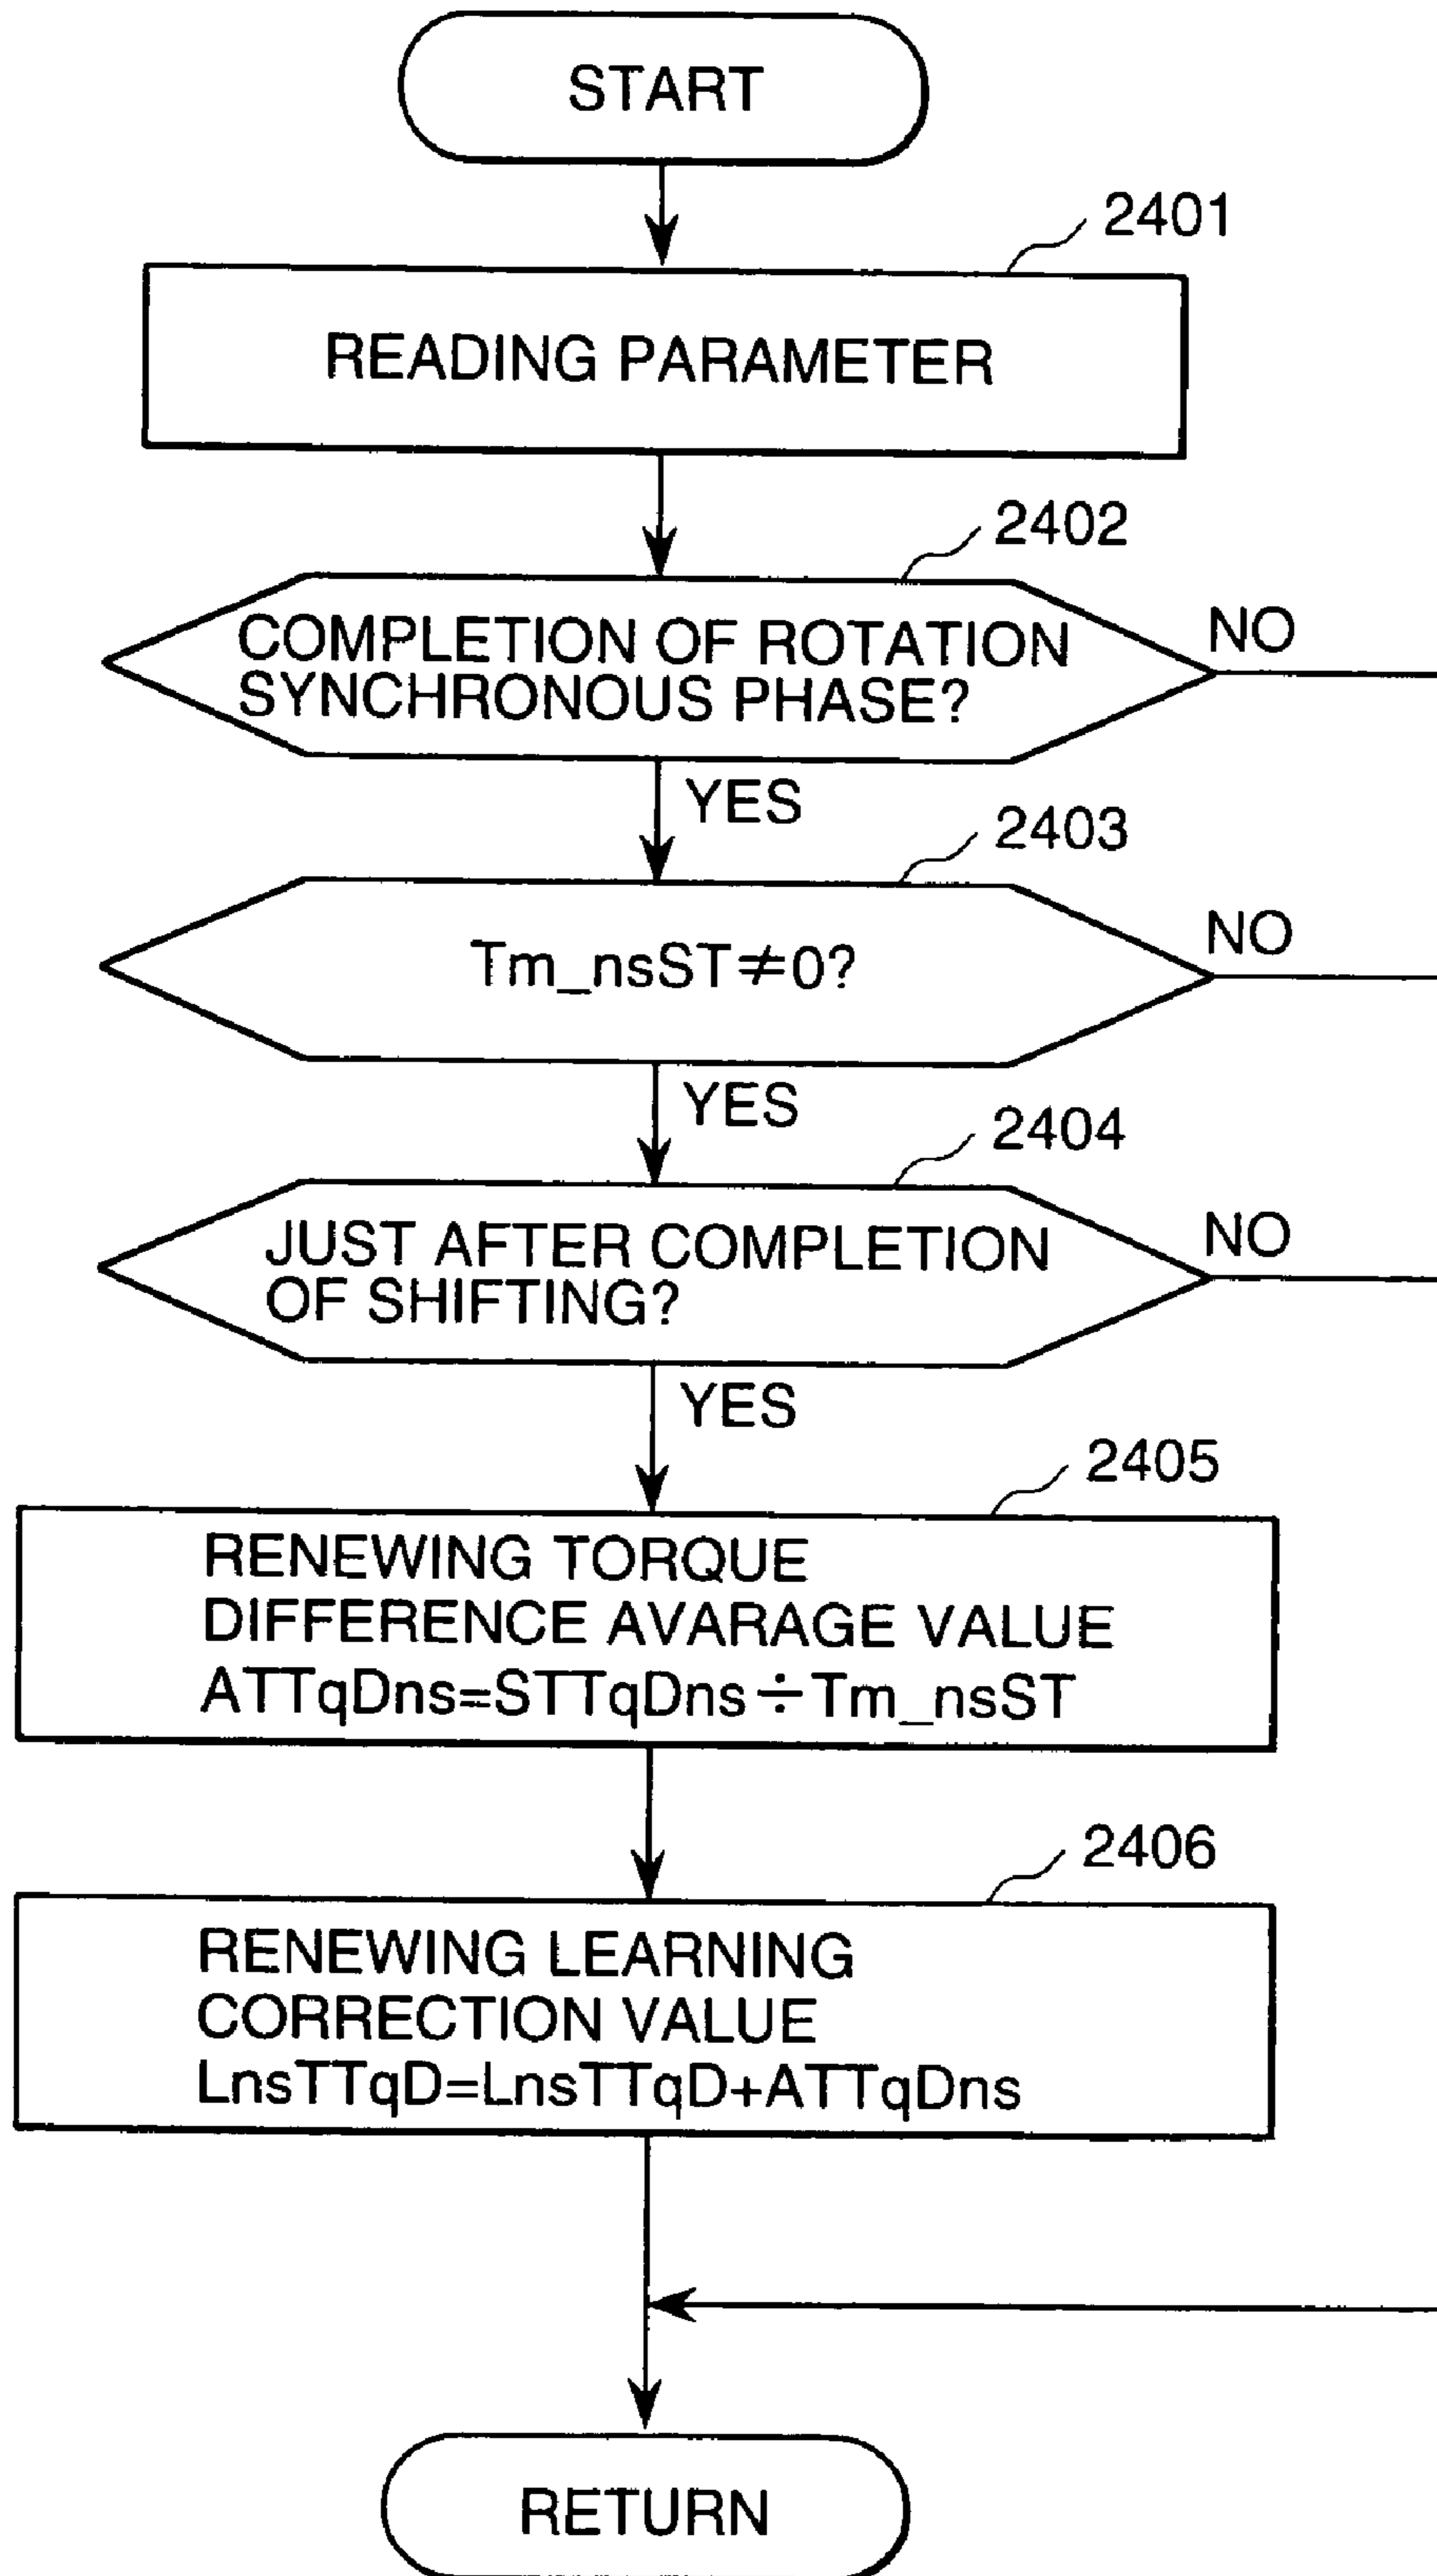 START
2401
READING PARAMETER
2402
COMPLETION OF ROTATION
SYNCHRONOUS PHASE?
NO
YES
2403
Tm_nsST≠0?
NO
YES
2404
JUST AFTER COMPLETION
OF SHIFTING?
NO
YES
2405
RENEWING TORQUE
DIFFERENCE AVARAGE VALUE
ATTqDns=STTqDns÷Tm_nsST
2406
RENEWING LEARNING
CORRECTION VALUE
LnsTTqD=LnsTTqD+ATTqDns
RETURN